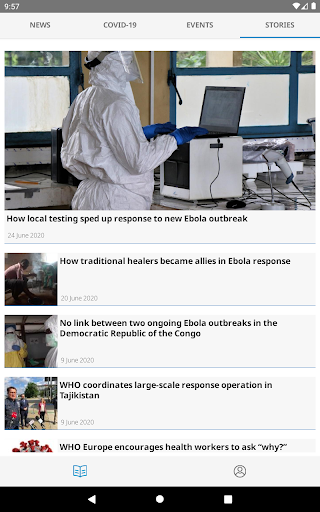 9:57
NEWS
COVID-19
EVENTS
STORIES
How local testing sped up response to new Ebola outbreak
24 June 2020
How traditional healers became allies in Ebola response
20 June 2020
No link between two ongoing Ebola outbreaks in the
Democratic Republic of the Congo
9 June 2020
WHO coordinates large-scale response operation in
Tajikistan
9 June 2020
WHO Europe encourages health workers to ask “why?”